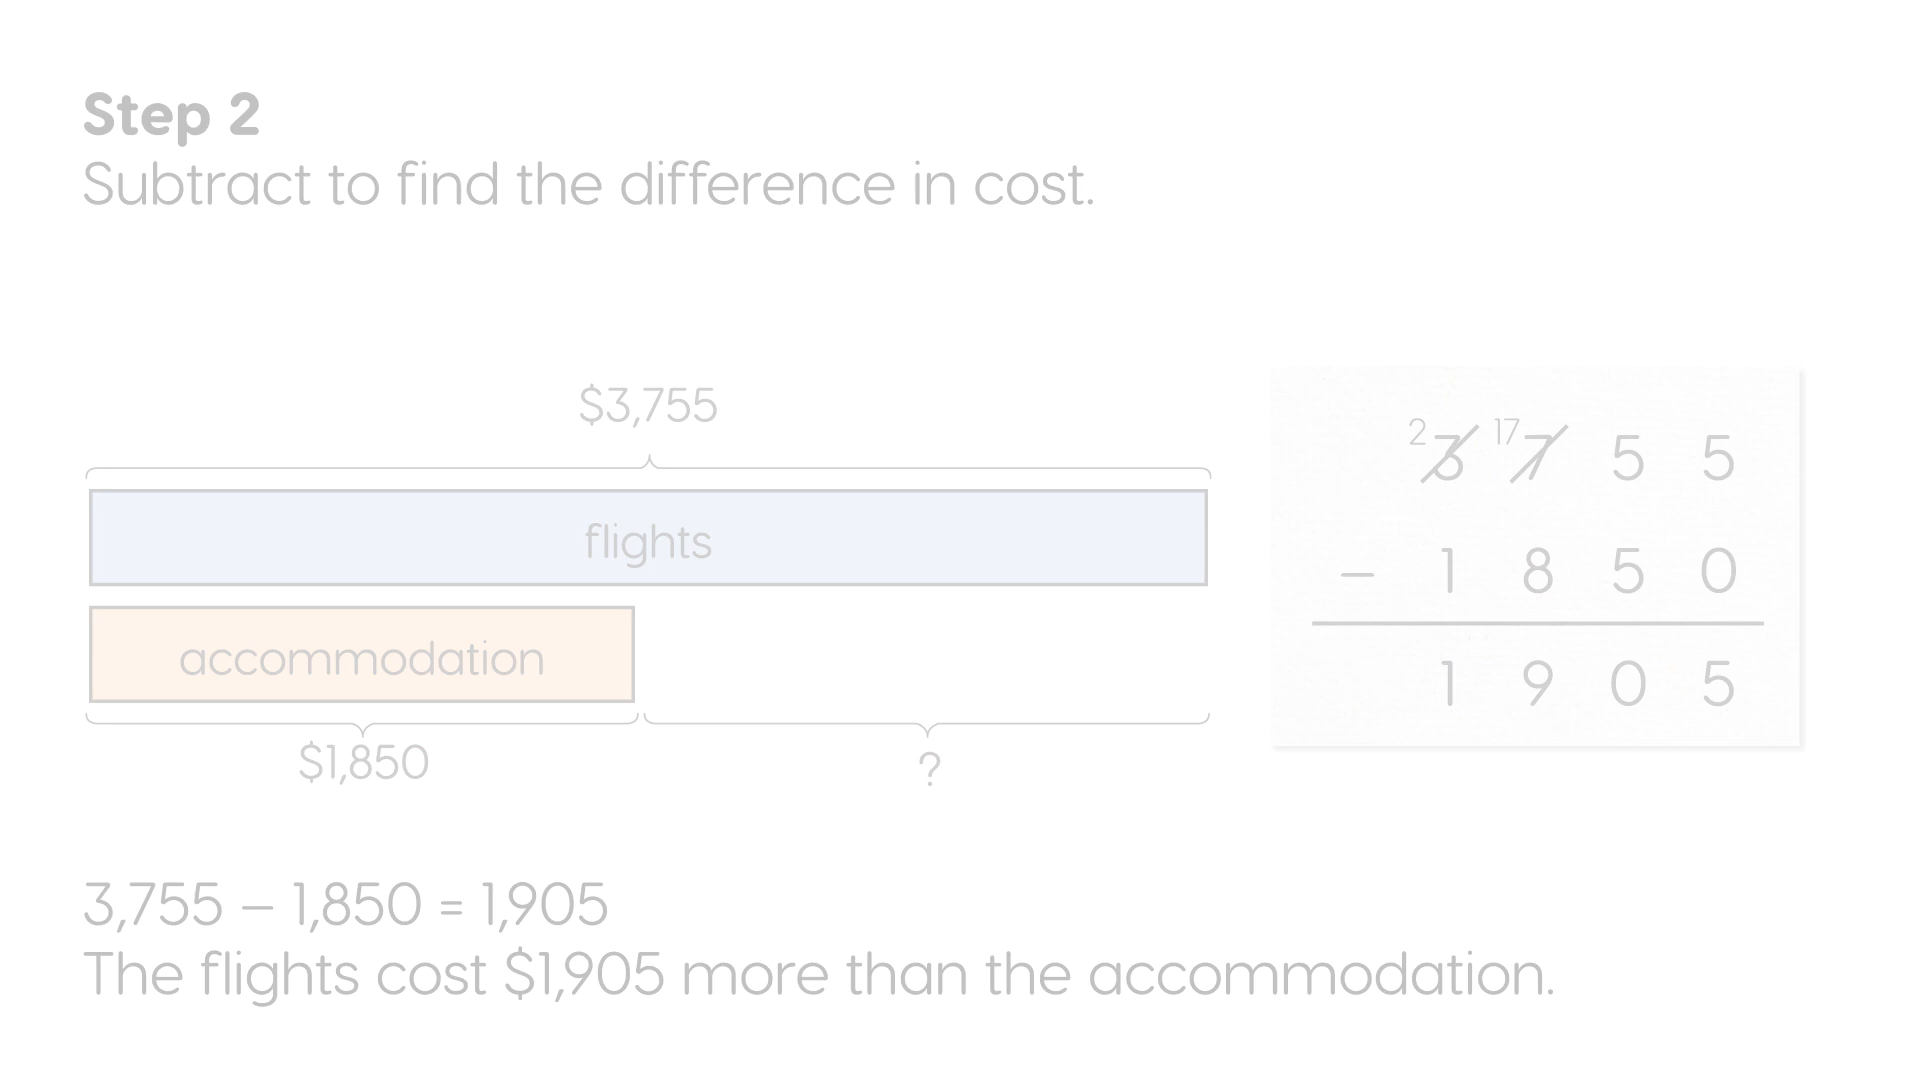 Step 2
Subtract to find the difference in cost.
$3,755
flights
accommodation
$1,850
?
2 3 17 7 5 5
– 1 8 5 0
1 9 0 5
3,755 – 1,850 = 1,905
The flights cost $1,905 more than the accommodation.